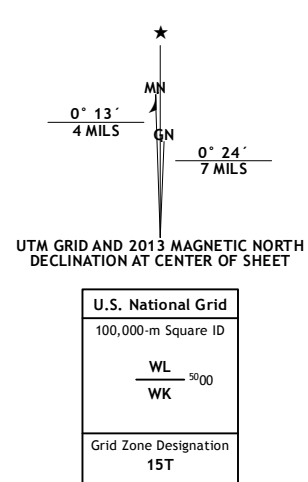 ★
MN
0° 13´
4 MILS
GN
0° 24´
7 MILS
UTM GRID AND 2013 MAGNETIC NORTH
DECLINATION AT CENTER OF SHEET
U.S. National Grid
100,000-m Square ID
WL
⁵⁰00
WK
Grid Zone Designation
15T